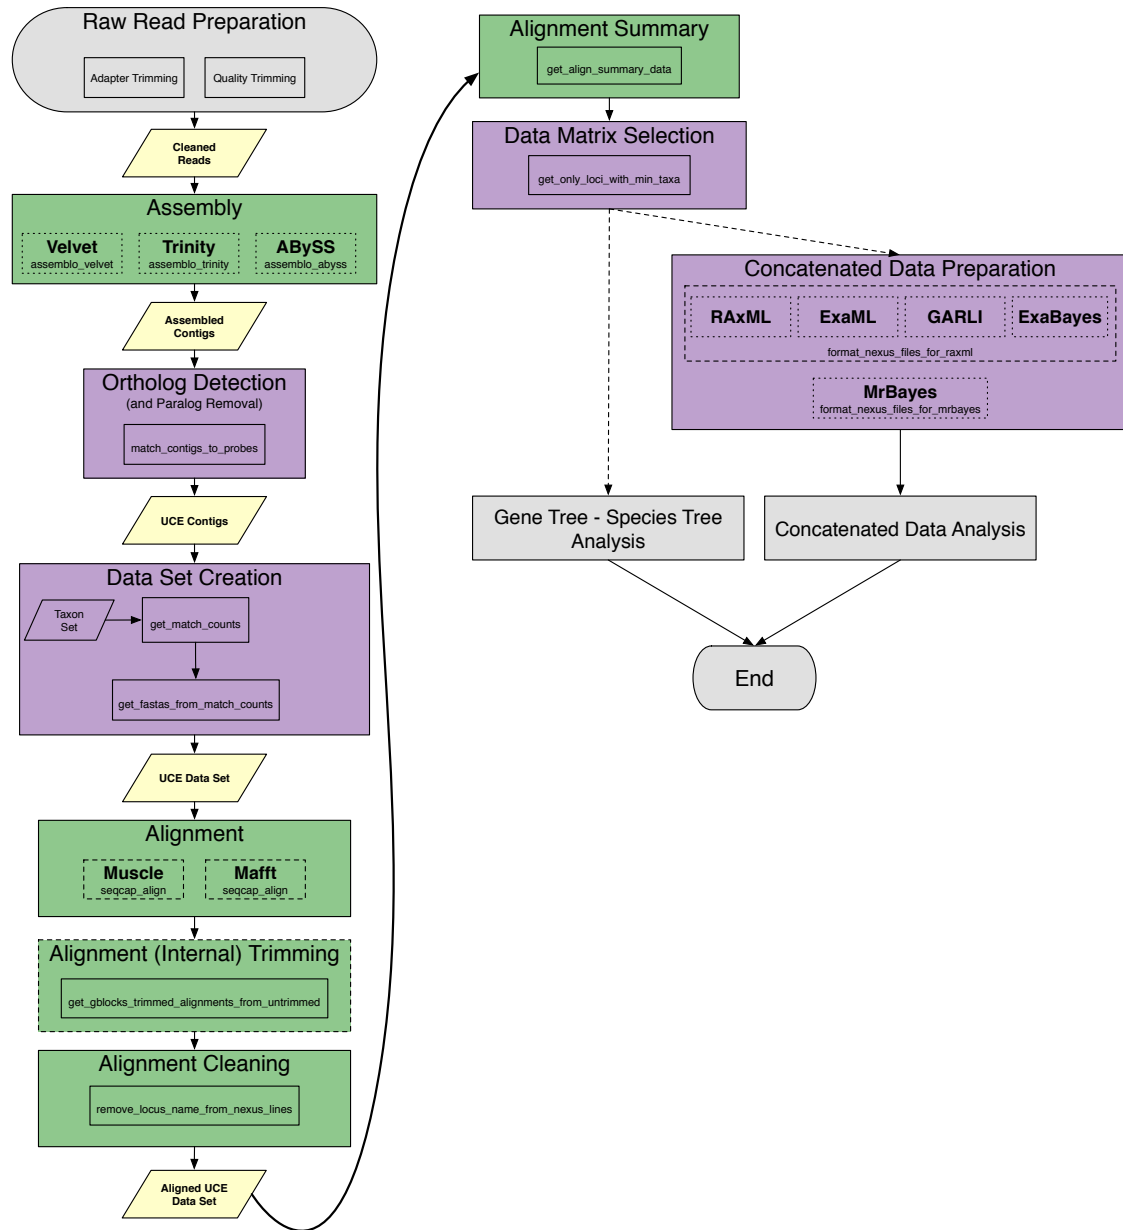 Raw Read Preparation
Adapter Trimming
Quality Trimming
Cleaned
Reads
Assembly
Velvet
assemblo_velvet
Trinity
assemblo_trinity
ABySS
assemblo_abyss
Assembled
Contigs
Ortholog Detection
(and Paralog Removal)
match_contigs_to_probes
UCE Contigs
Data Set Creation
Taxon
Set
get_match_counts
get_fastas_from_match_counts
UCE Data Set
Alignment
Muscle
seqcap_align
Mafft
seqcap_align
Alignment (Internal) Trimming
get_gblocks_trimmed_alignments_from_untrimmed
Alignment Cleaning
remove_locus_name_from_nexus_lines
Aligned UCE
Data Set
Alignment Summary
get_align_summary_data
Data Matrix Selection
get_only_loci_with_min_taxa
Concatenated Data Preparation
RAxML
ExaML
GARLI
ExaBayes
format_nexus_files_for_raxml
MrBayes
format_nexus_files_for_mrbayes
Gene Tree - Species Tree
Analysis
Concatenated Data Analysis
End